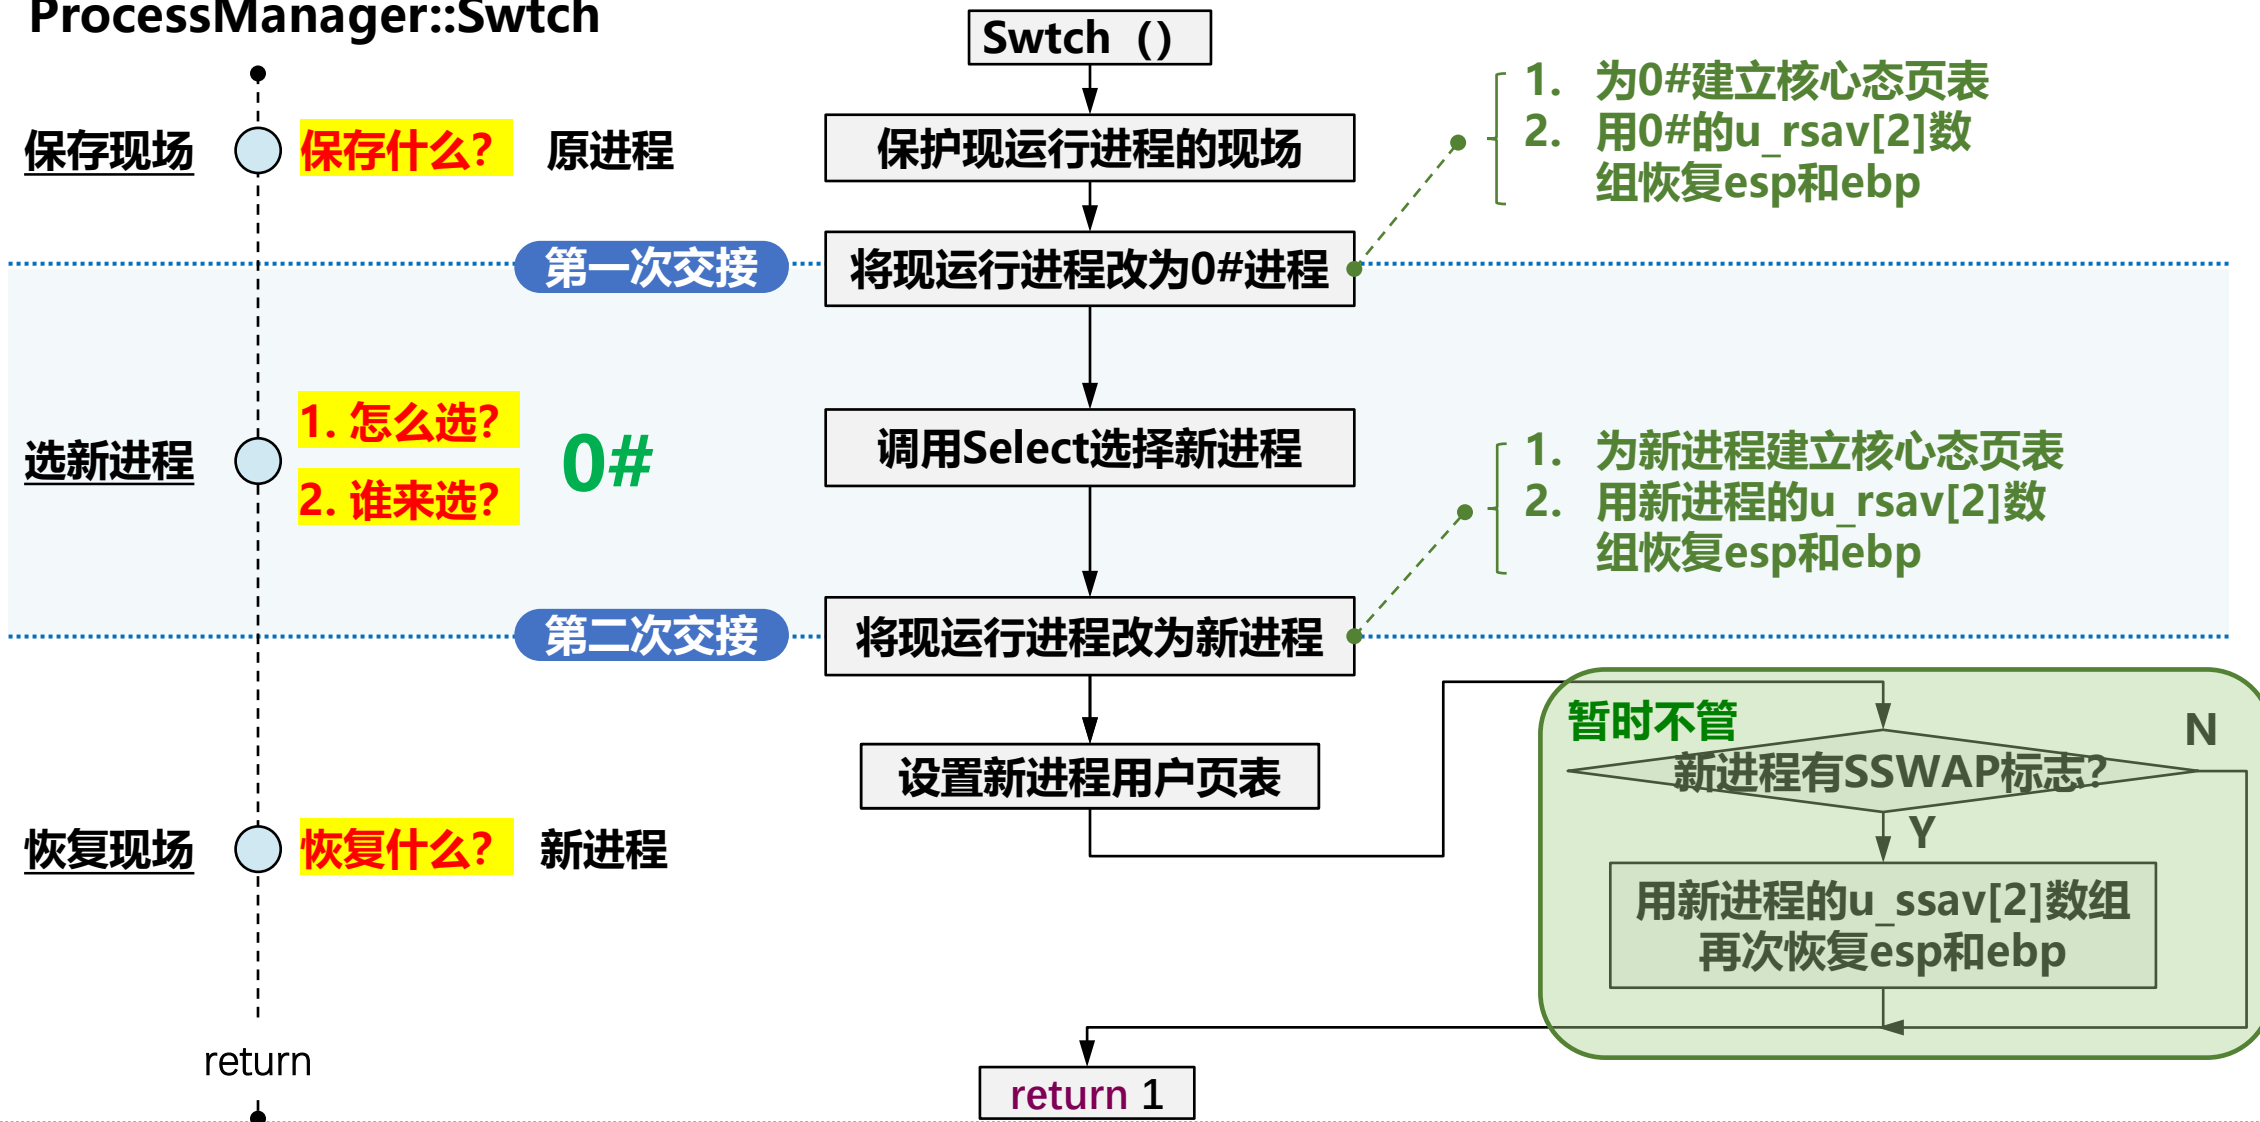 ProcessManager::Swtch
保存现场
保存什么?
原进程
选新进程
1. 怎么选?
2. 谁来选?
0#
恢复现场
恢复什么?
新进程
return
第一次交接
第二次交接
Swtch（）
保护现运行进程的现场
将现运行进程改为0#进程
调用Select选择新进程
将现运行进程改为新进程
设置新进程用户页表
return 1
1. 为0#建立核心态页表
2. 用0#的u_rsav[2]数
组恢复esp和ebp
1. 为新进程建立核心态页表
2. 用新进程的u_rsav[2]数
组恢复esp和ebp
暂时不管
N
新进程有SSWAP标志?
Y
用新进程的u_ssav[2]数组
再次恢复esp和ebp